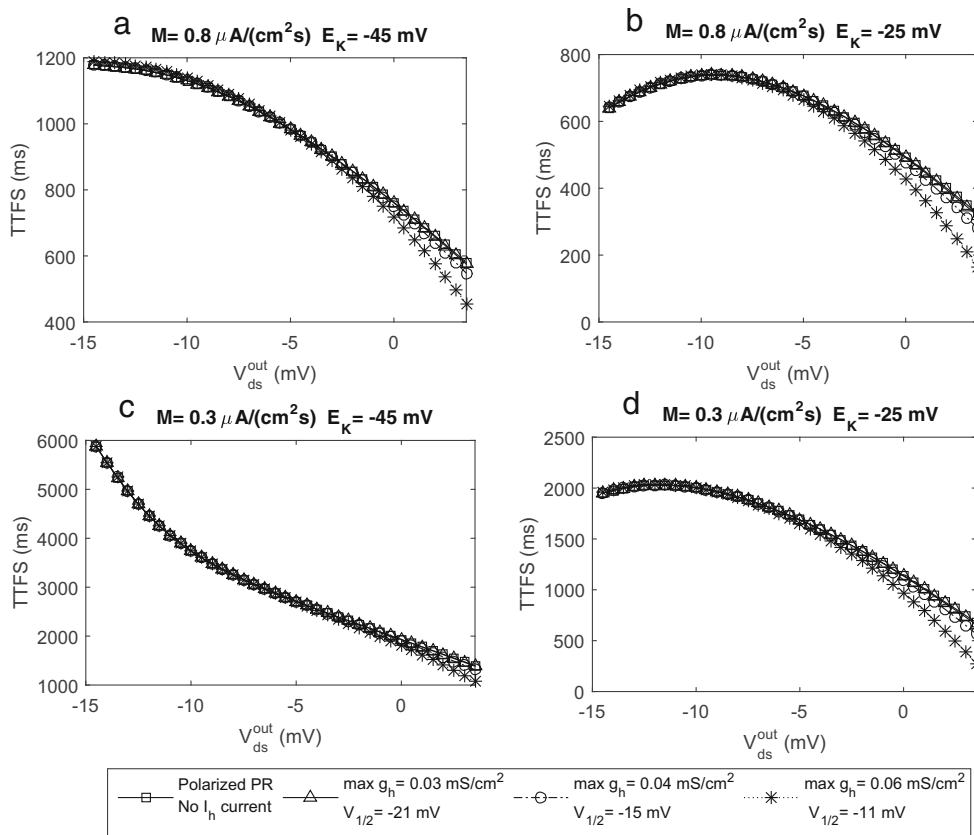 a
M= 0.8 μA/(cm²s) E_K= -45 mV
1200
1000
800
600
400
TTFS (ms)
-15 -10 -5 0
V_ds^out (mV)
b
M= 0.8 μA/(cm²s) E_K= -25 mV
800
600
400
200
0
TTFS (ms)
-15 -10 -5 0
V_ds^out (mV)
c
M= 0.3 μA/(cm²s) E_K= -45 mV
6000
5000
4000
3000
2000
1000
TTFS (ms)
-15 -10 -5 0
V_ds^out (mV)
d
M= 0.3 μA/(cm²s) E_K= -25 mV
2500
2000
1500
1000
500
0
TTFS (ms)
-15 -10 -5 0
V_ds^out (mV)
Polarized PR
No I_h current
max g_h= 0.03 mS/cm²
V_1/2= -21 mV
max g_h= 0.04 mS/cm²
V_1/2= -15 mV
max g_h= 0.06 mS/cm²
V_1/2= -11 mV